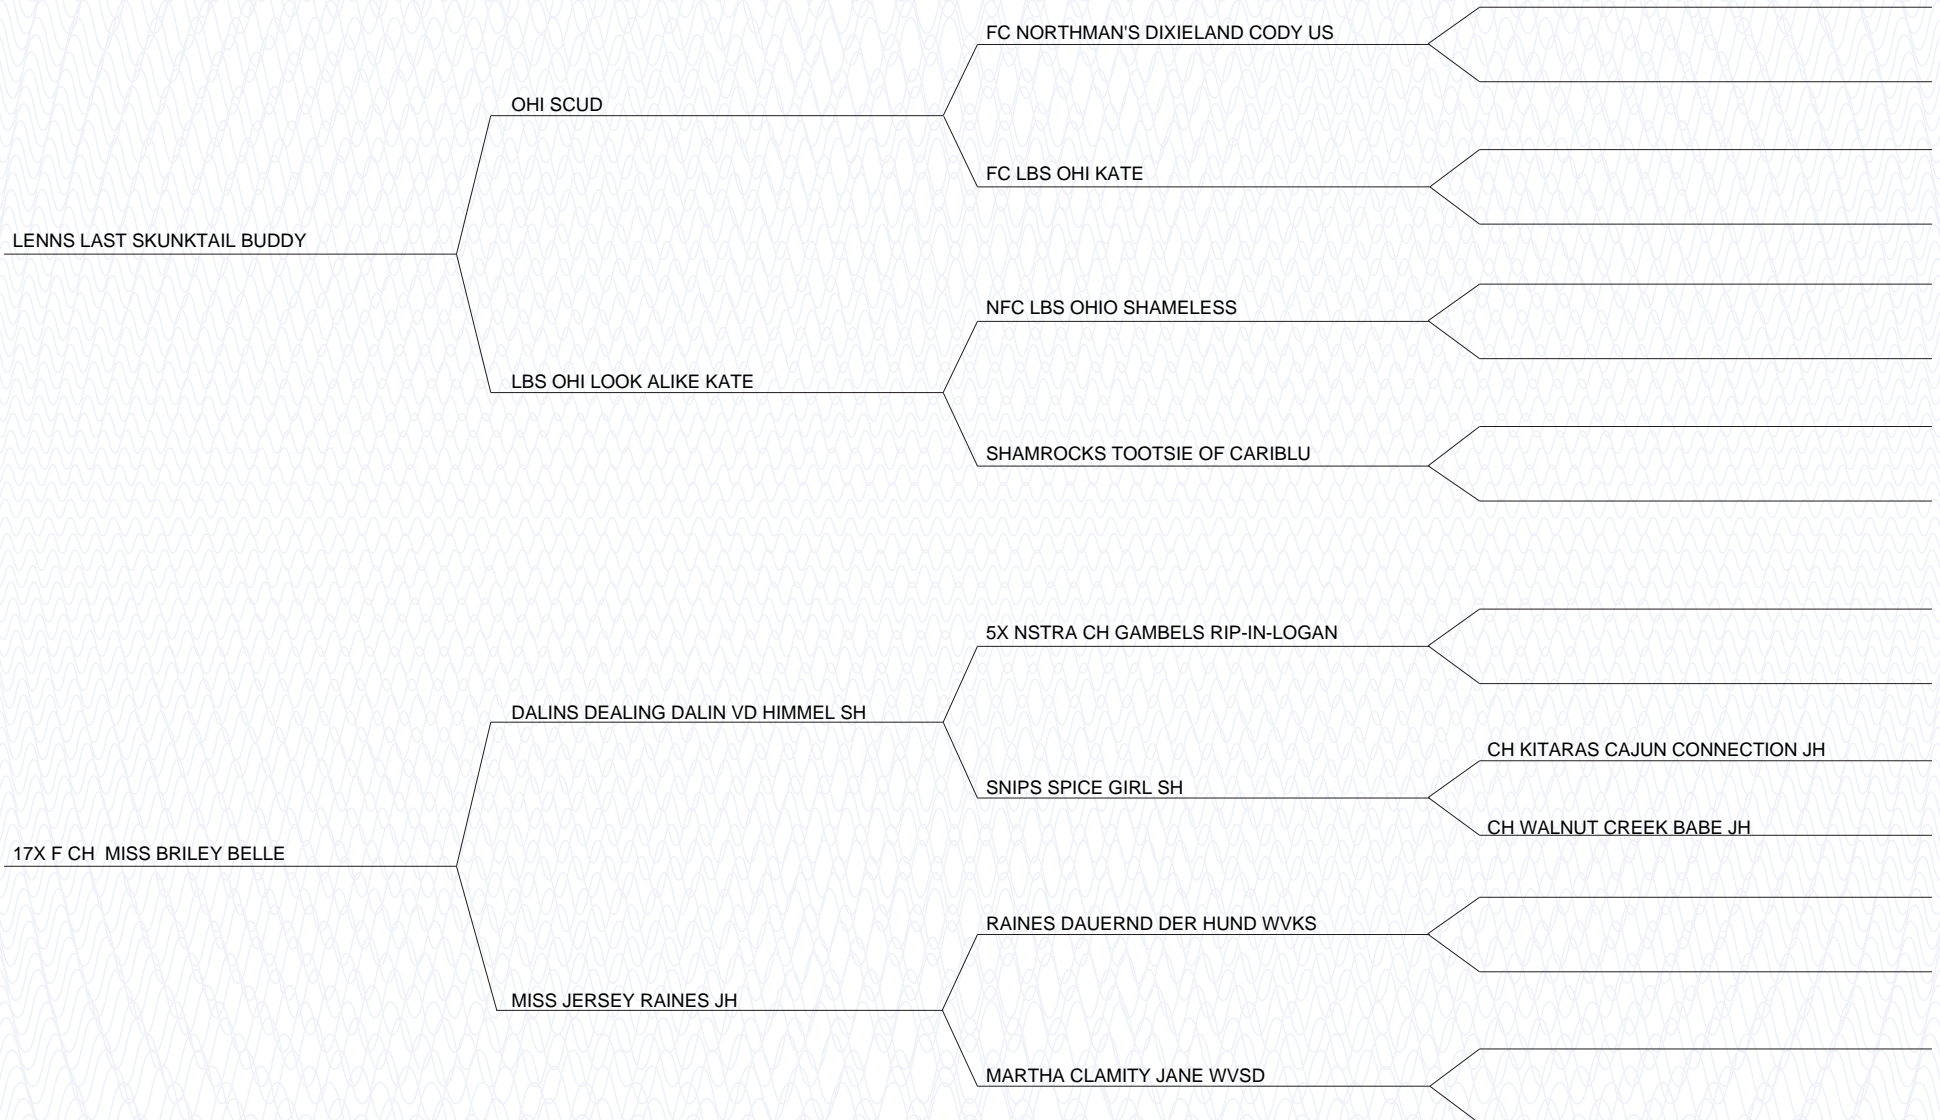 FC NORTHMAN'S DIXIELAND CODY US
OHI SCUD
FC LBS OHI KATE
LENNS LAST SKUNKTAIL BUDDY
NFC LBS OHIO SHAMELESS
LBS OHI LOOK ALIKE KATE
SHAMROCKS TOOTSIE OF CARIBLU
5X NSTRA CH GAMBELS RIP-IN-LOGAN
DALINS DEALING DALIN VD HIMMEL SH
CH KITARAS CAJUN CONNECTION JH
SNIPS SPICE GIRL SH
CH WALNUT CREEK BABE JH
17X F CH  MISS BRILEY BELLE
RAINES DAUERND DER HUND WVKS
MISS JERSEY RAINES JH
MARTHA CLAMITY JANE WVSD